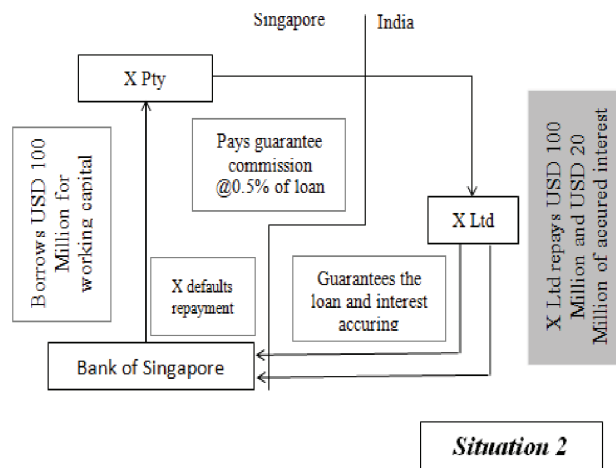 Singapore
India
X Pty
Borrows USD 100
Million for
working capital
Pays guarantee
commission
@0.5% of loan
X Ltd
X Ltd repays USD 100
Million and USD 20
Million of accured interest
X defaults
repayment
Guarantees the
loan and interest
accuring
Bank of Singapore
Situation 2